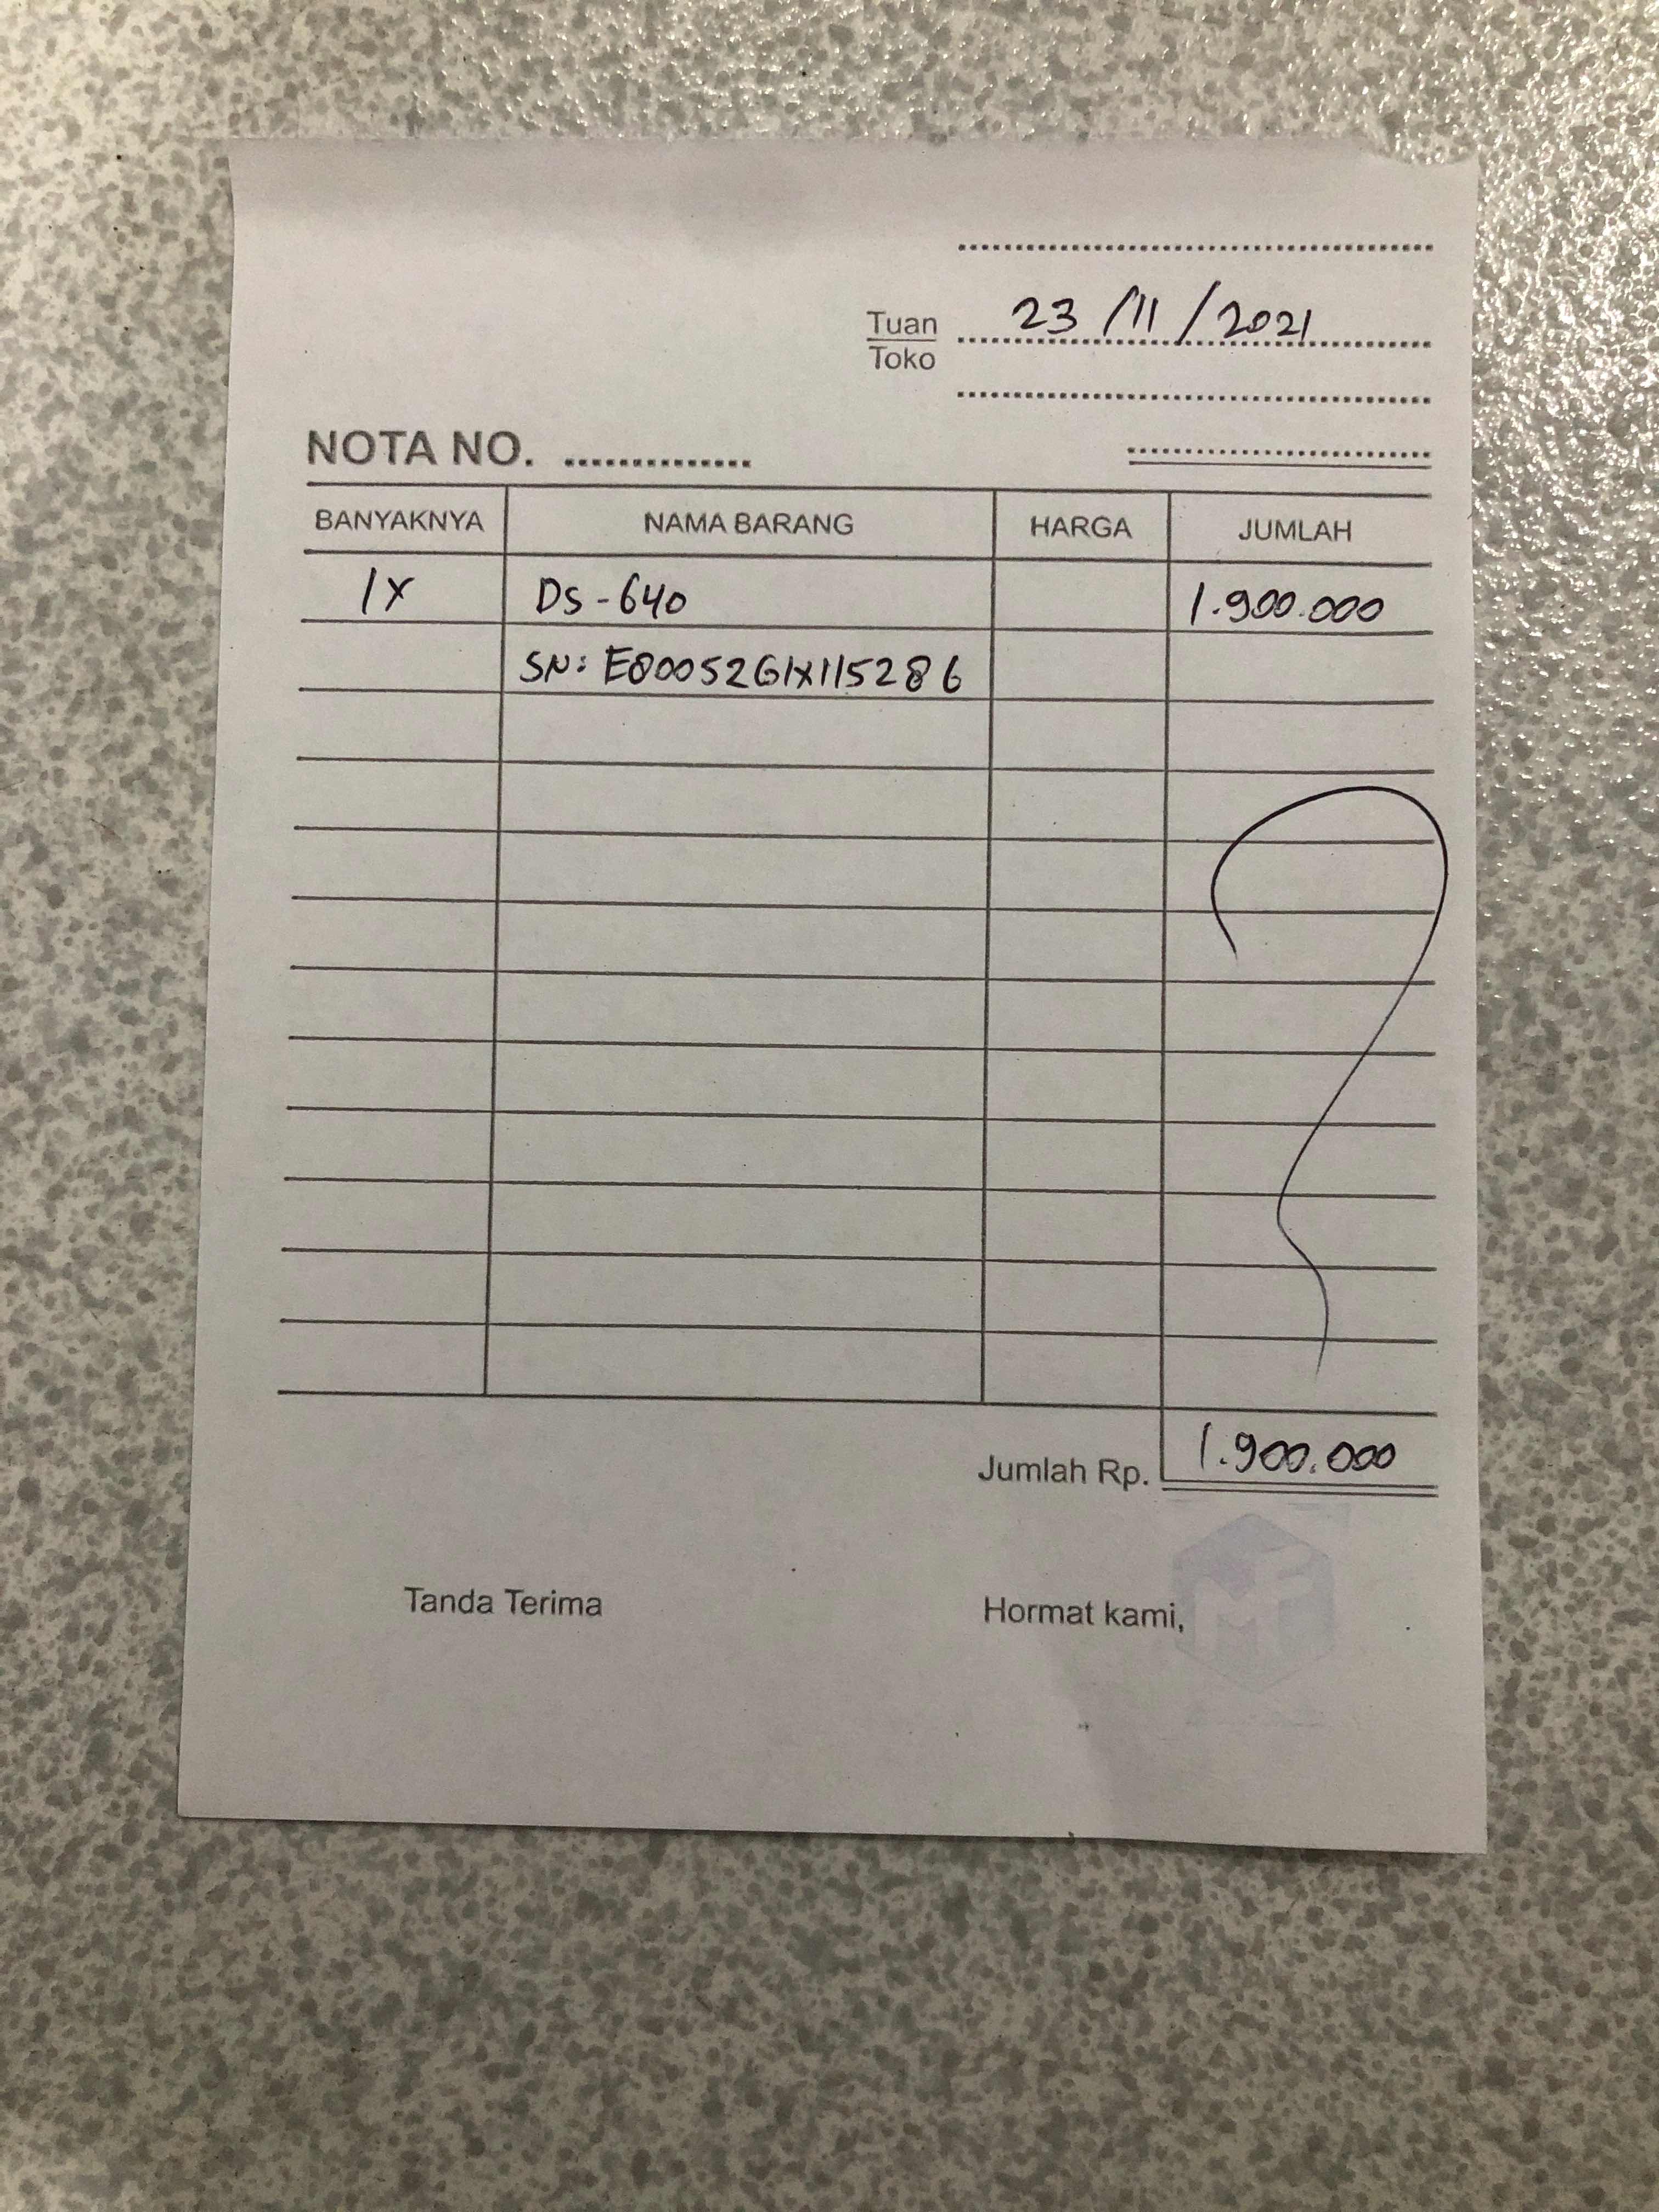 Tuan 23/11/2021
Toko
NOTA NO. ..............
BANYAKNYA NAMA BARANG HARGA JUMLAH
1X DS-640 1.900.000
SN: E80052G1X115286
Jumlah Rp. 1.900.000
Tanda Terima Hormat kami,